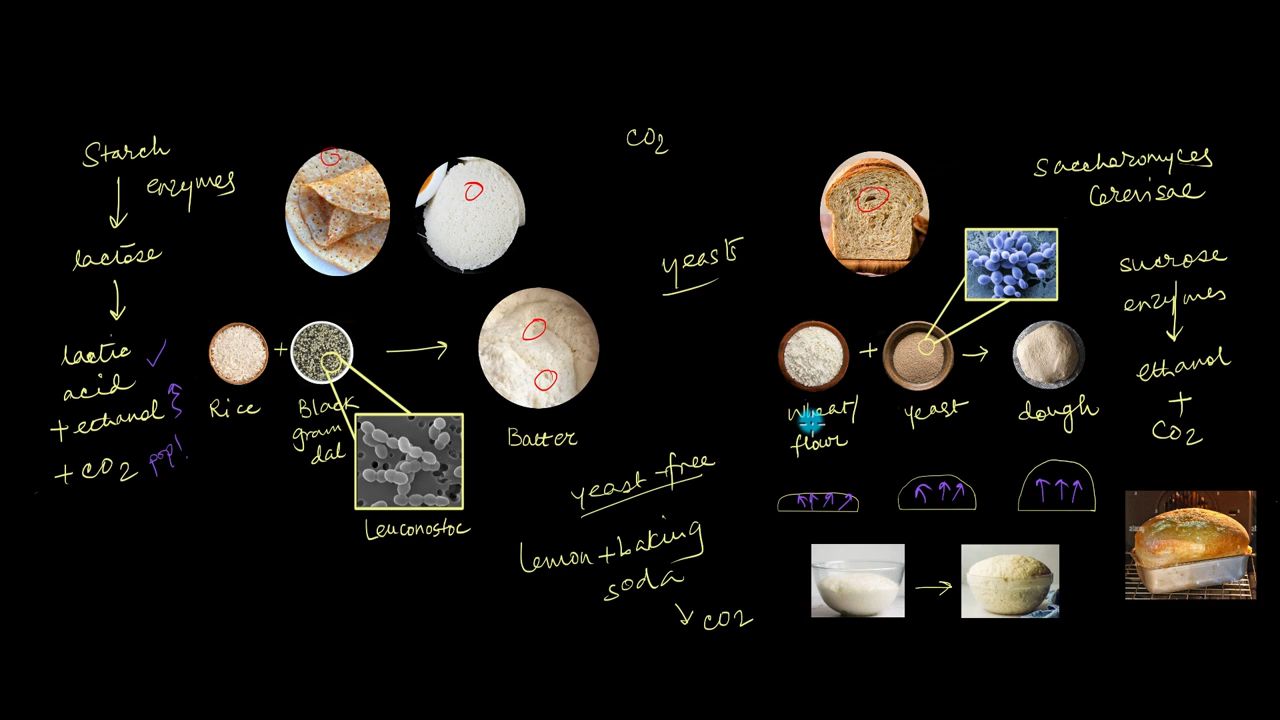 Starch
enzymes
lactose
lactic
acid
+ ethanol
+ CO2
pop!
Rice
+
Black
gram
dal
Leuconostoc
Batter
CO2
yeasts
yeast-free
lemon + baking
soda
CO2
Saccharomyces
Cerevisae
wheat/
flour
+
yeast
dough
sucrose
enzymes
ethanol
+
CO2